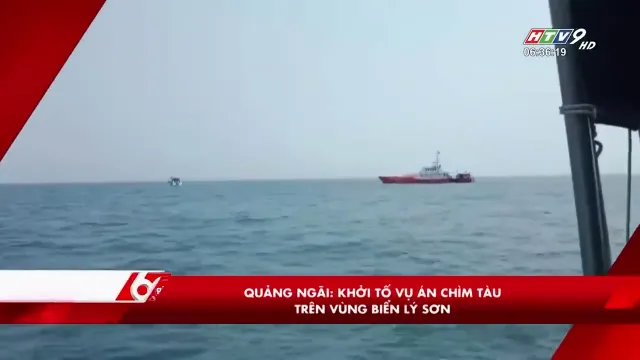 HTV9 HD
06:36:19
QUẢNG NGÃI: KHỞI TỐ VỤ ÁN CHÌM TÀU
TRÊN VÙNG BIỂN LÝ SƠN